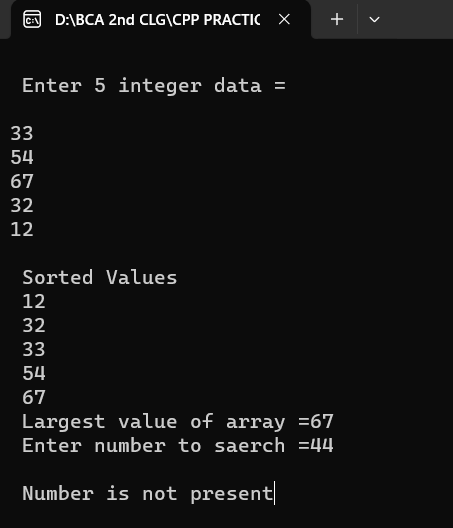 D:\BCA 2nd CLG\CPP PRACTIC
Enter 5 integer data =
33
54
67
32
12
Sorted Values
12
32
33
54
67
Largest value of array =67
Enter number to saerch =44
Number is not present